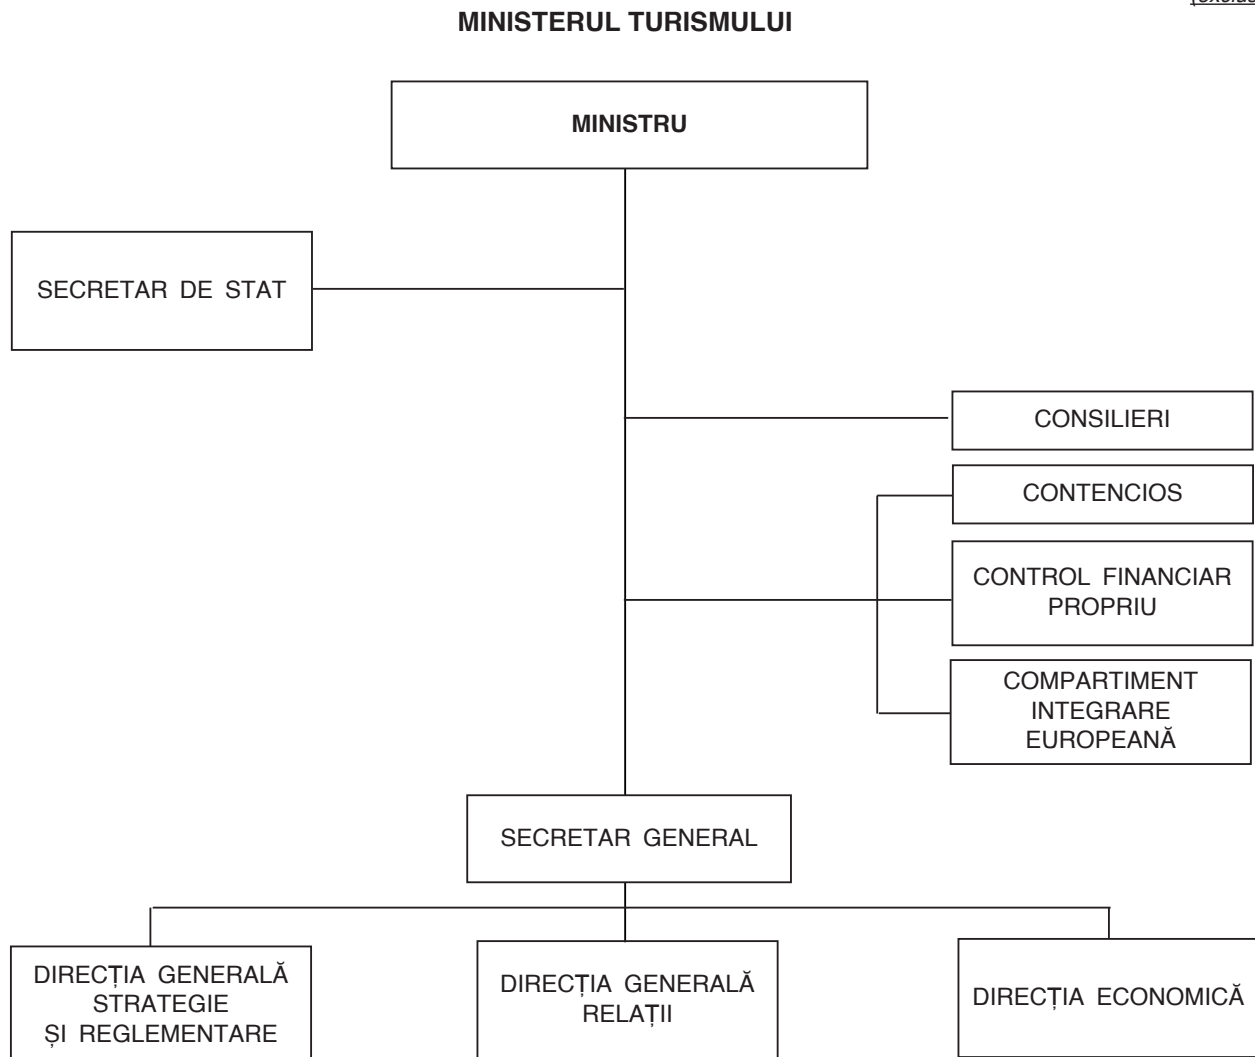 MINISTERUL TURISMULUI
MINISTRU
SECRETAR DE STAT
CONSILIERI
CONTENCIOS
CONTROL FINANCIAR
PROPRIU
COMPARTIMENT
INTEGRARE
EUROPEANĂ
SECRETAR GENERAL
DIRECȚIA GENERALĂ
STRATEGIE
ȘI REGLEMENTARE
DIRECȚIA GENERALĂ
RELAȚII
DIRECȚIA ECONOMICĂ